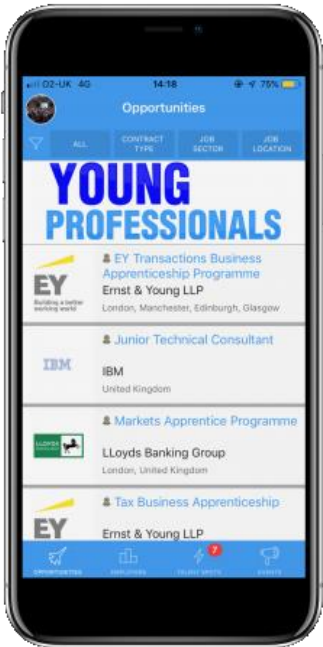 O2-UK 4G 14:18 75%
Opportunities
ALL
CONTRACT
TYPE
JOB
SECTOR
JOB
LOCATION
YOUNG
PROFESSIONALS
EY Transactions Business
Apprenticeship Programme
Ernst & Young LLP
London, Manchester, Edinburgh, Glasgow
EY
Building a better
working world
Junior Technical Consultant
IBM
IBM
United Kingdom
Markets Apprentice Programme
LLOYDS
LLoyds Banking Group
London, United Kingdom
Tax Business Apprenticeship
EY
Ernst & Young LLP
7
OPPORTUNITIES
EMPLOYERS
TALENT SPOTS
EVENTS